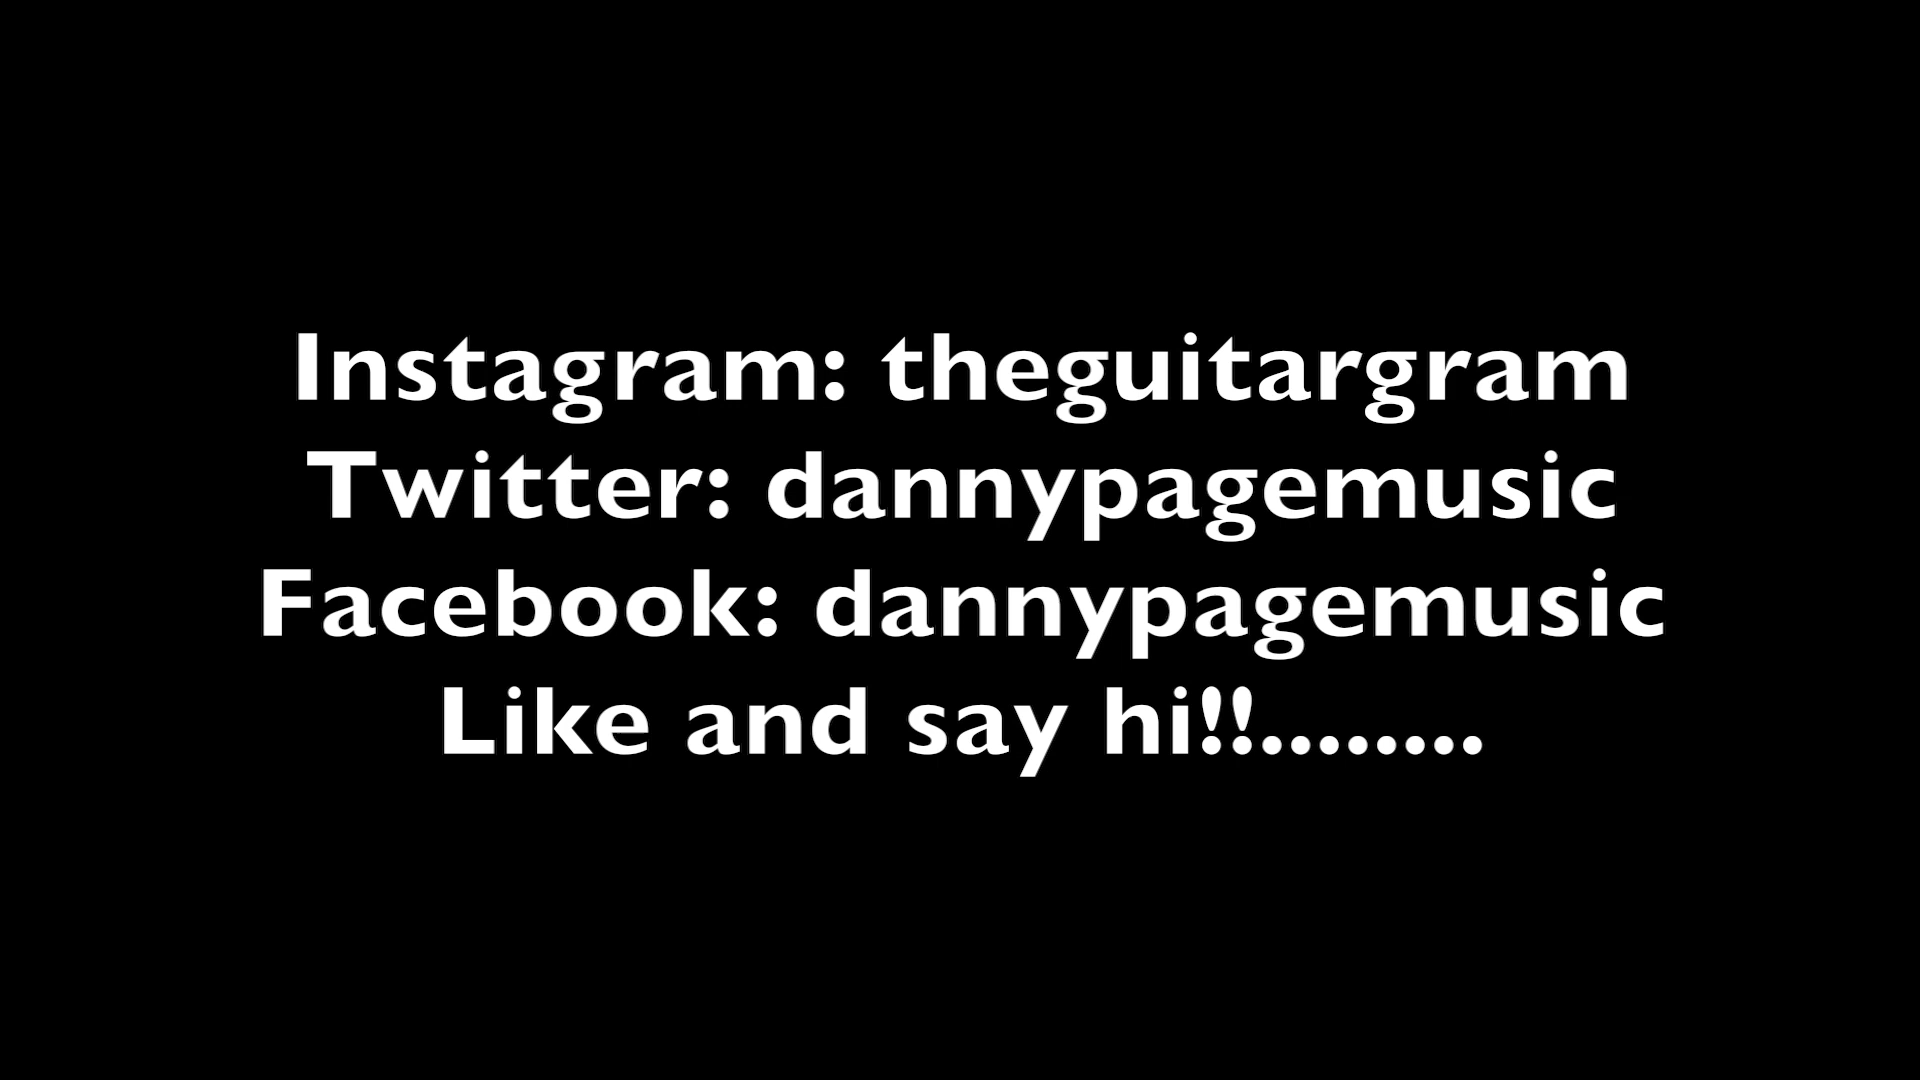 Instagram: theguitargram
Twitter: dannypagemusic
Facebook: dannypagemusic
Like and say hi!!........